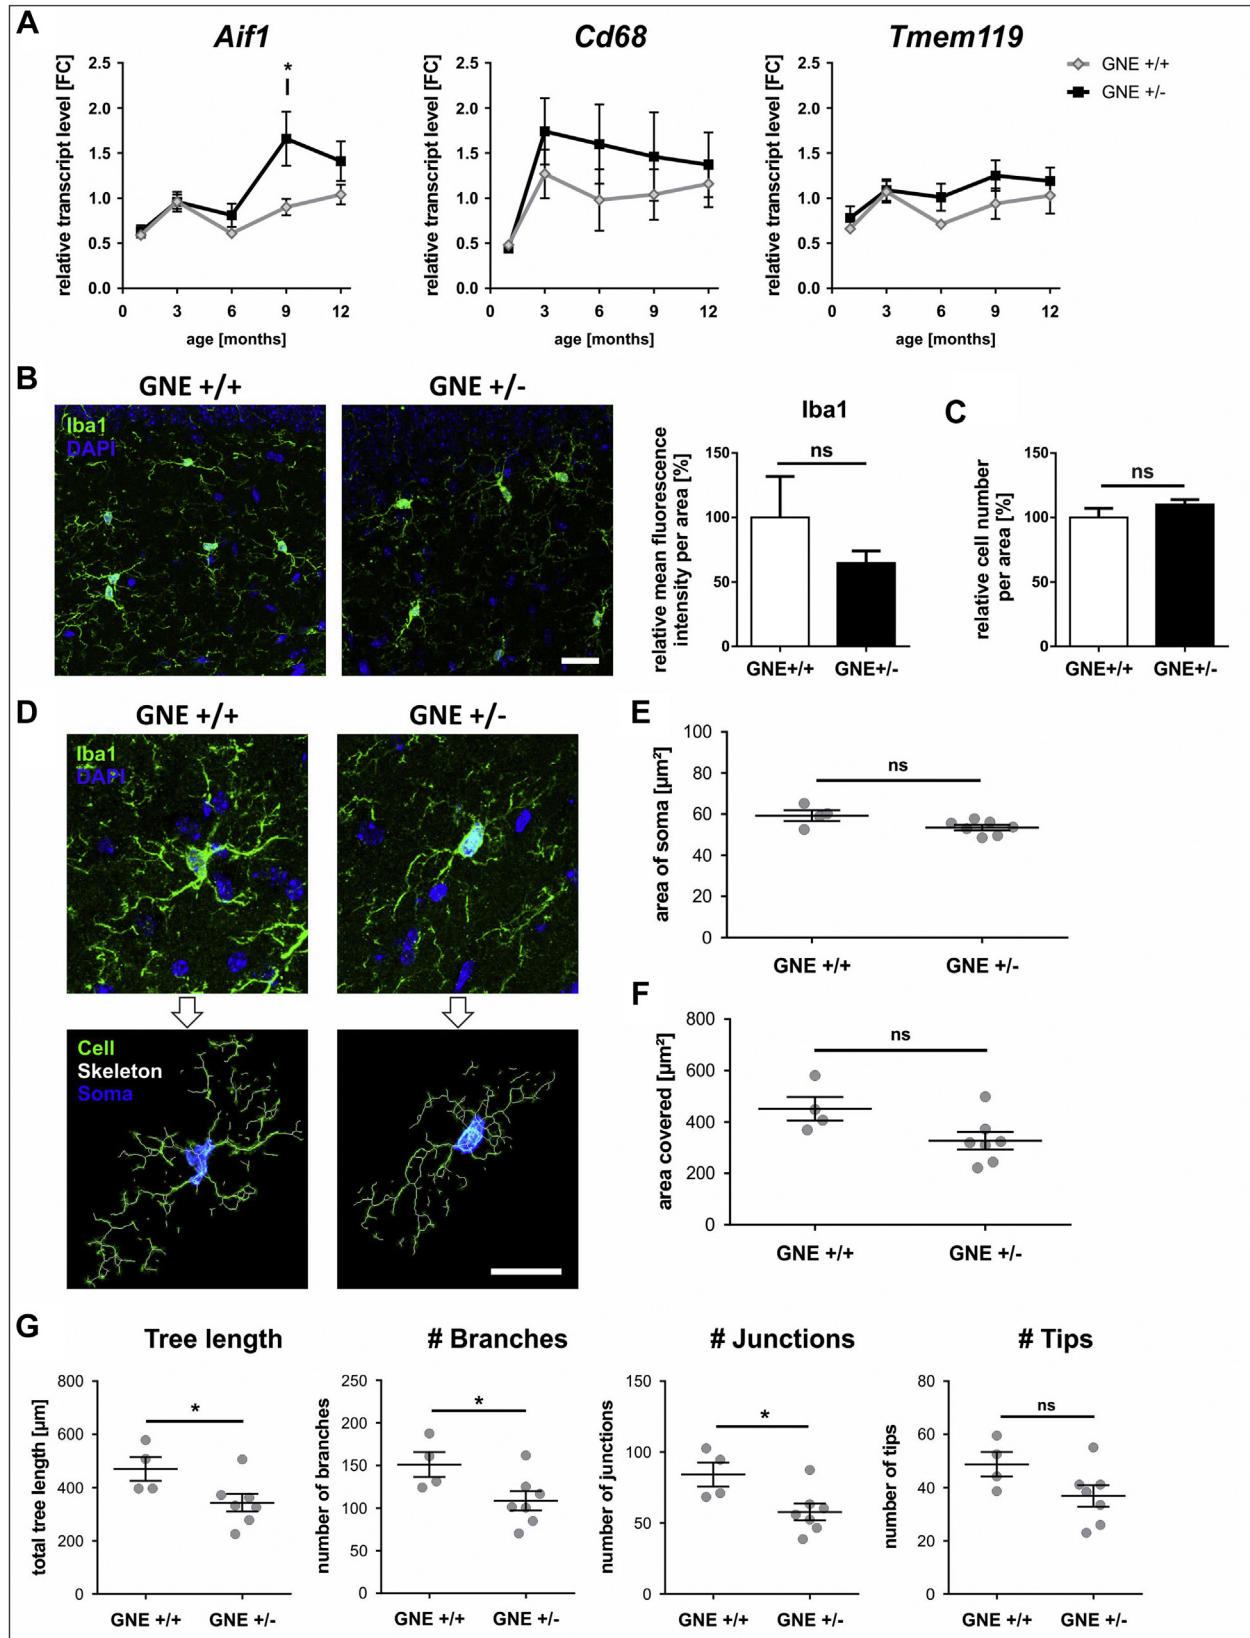 A
Aif1
Cd68
Tmem119
relative transcript level [FC]
2.5
2.0
1.5
1.0
0.5
0.0
*
0 3 6 9 12
age [months]
relative transcript level [FC]
2.5
2.0
1.5
1.0
0.5
0.0
0 3 6 9 12
age [months]
relative transcript level [FC]
2.5
2.0
1.5
1.0
0.5
0.0
0 3 6 9 12
age [months]
GNE +/+
GNE +/-
B
GNE +/+
GNE +/-
Iba1
DAPI
Iba1
relative mean fluorescence
intensity per area [%]
150
100
50
0
ns
GNE+/+ GNE+/-
C
relative cell number
per area [%]
150
100
50
0
ns
GNE+/+ GNE+/-
D
GNE +/+
GNE +/-
Iba1
DAPI
Cell
Skeleton
Soma
E
area of soma [µm²]
100
80
60
40
20
0
ns
GNE +/+ GNE +/-
F
area covered [µm²]
800
600
400
200
0
ns
GNE +/+ GNE +/-
G
Tree length
total tree length [µm]
800
600
400
200
0
*
GNE +/+ GNE +/-
# Branches
number of branches
250
200
150
100
50
0
*
GNE +/+ GNE +/-
# Junctions
number of junctions
150
100
50
0
*
GNE +/+ GNE +/-
# Tips
number of tips
80
60
40
20
0
ns
GNE +/+ GNE +/-